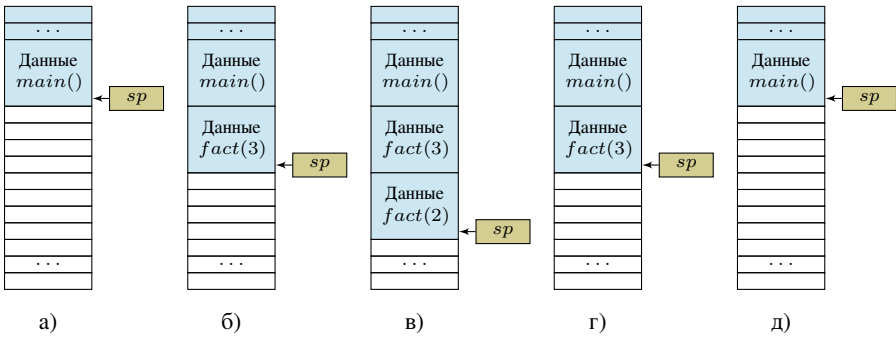 ... ... ... ... ...
Данные Данные Данные Данные Данные
main() main() main() main() main()
sp sp
Данные Данные Данные
fact(3) fact(3) fact(3)
sp sp
Данные
fact(2)
sp
... ... ... ... ...
а) б) в) г) д)